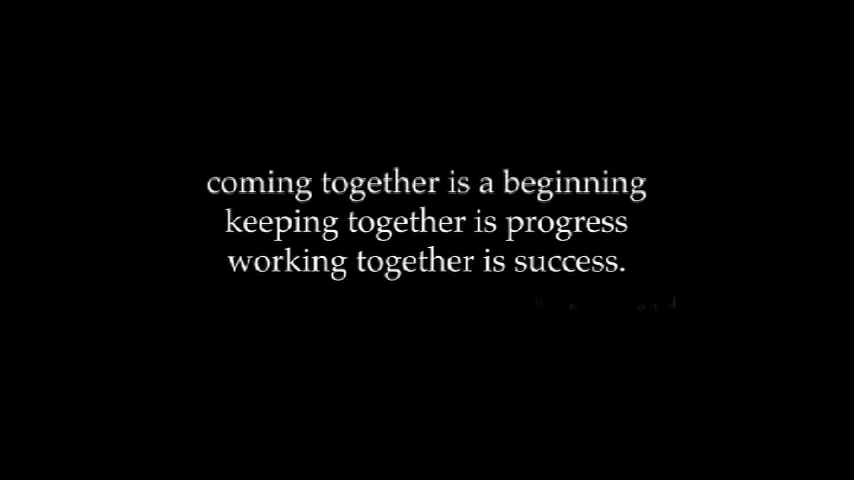 coming together is a beginning
keeping together is progress
working together is success.